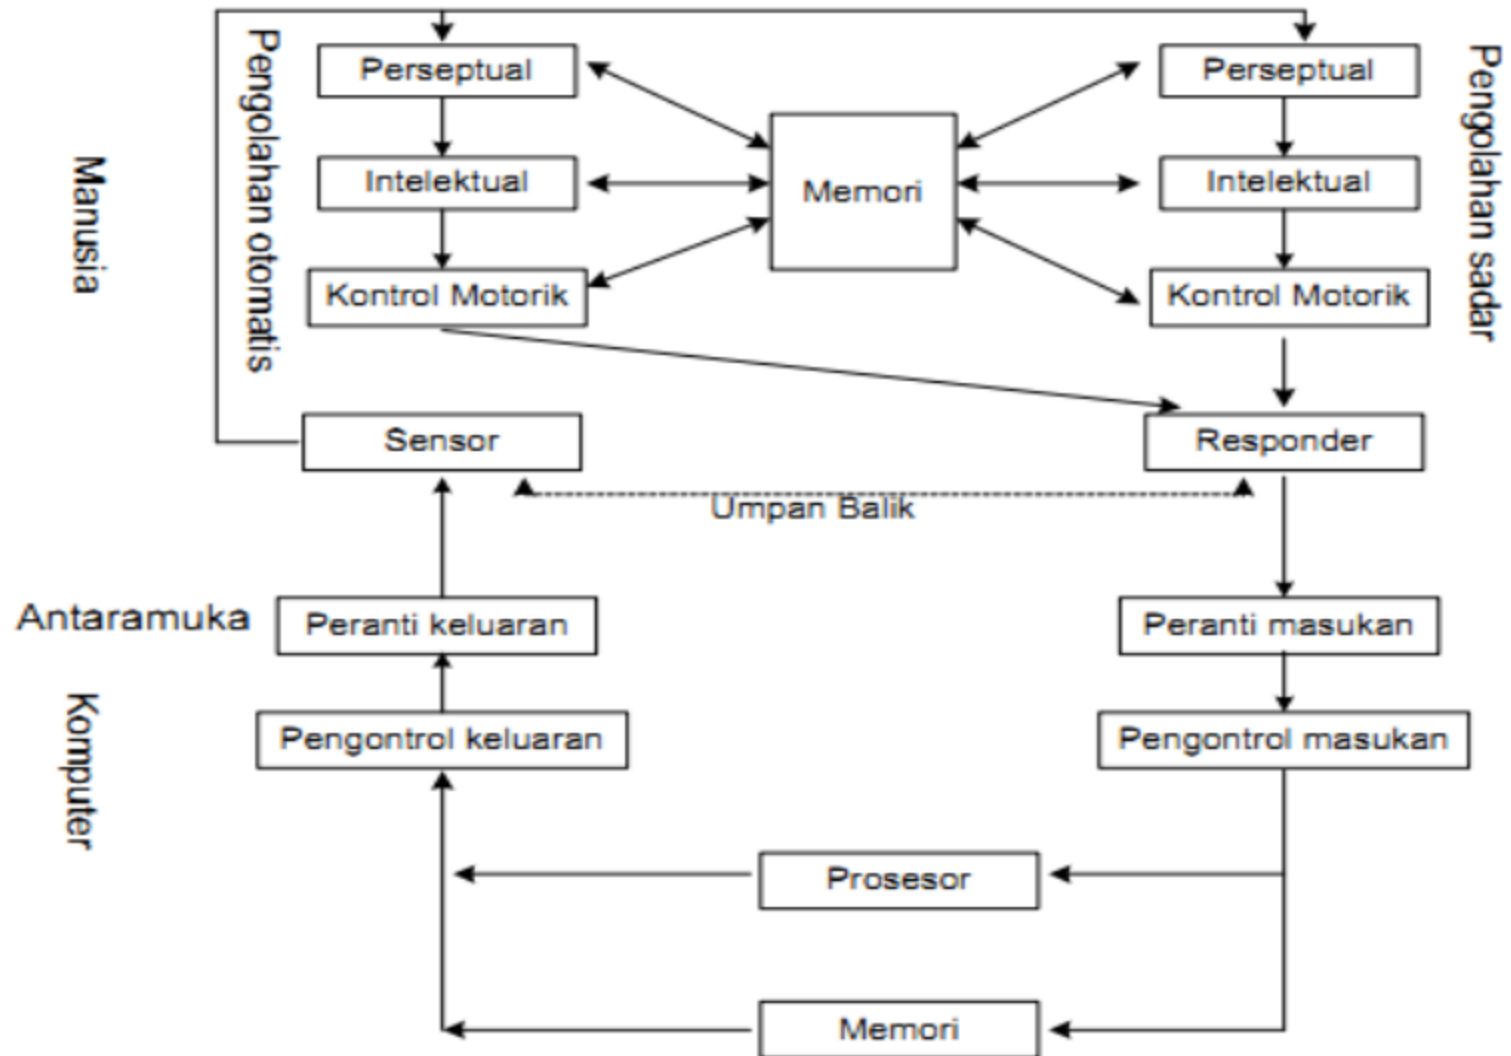 Pengolahan otomatis
Perseptual
Perseptual
Pengolahan sadar
Manusia
Intelektual
Memori
Intelektual
Kontrol Motorik
Kontrol Motorik
Sensor
Responder
Umpan Balik
Antaramuka
Peranti keluaran
Peranti masukan
Komputer
Pengontrol keluaran
Pengontrol masukan
Prosesor
Memori